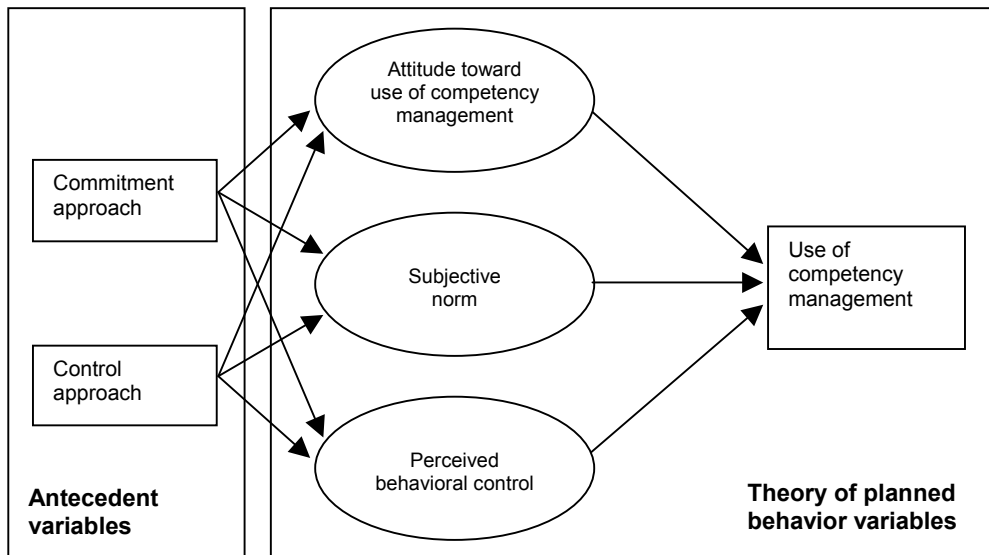 Attitude toward
use of competency
management
Commitment
approach
Subjective
norm
Use of
competency
management
Control
approach
Perceived
behavioral control
Antecedent
variables
Theory of planned
behavior variables